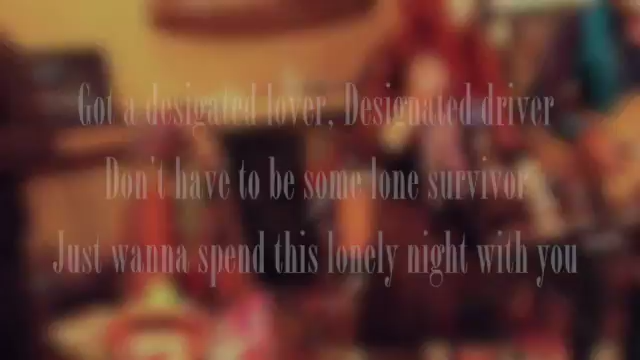 Got a desigated lover, Designated driver
Don't have to be some lone survivor
Just wanna spend this lonely night with you